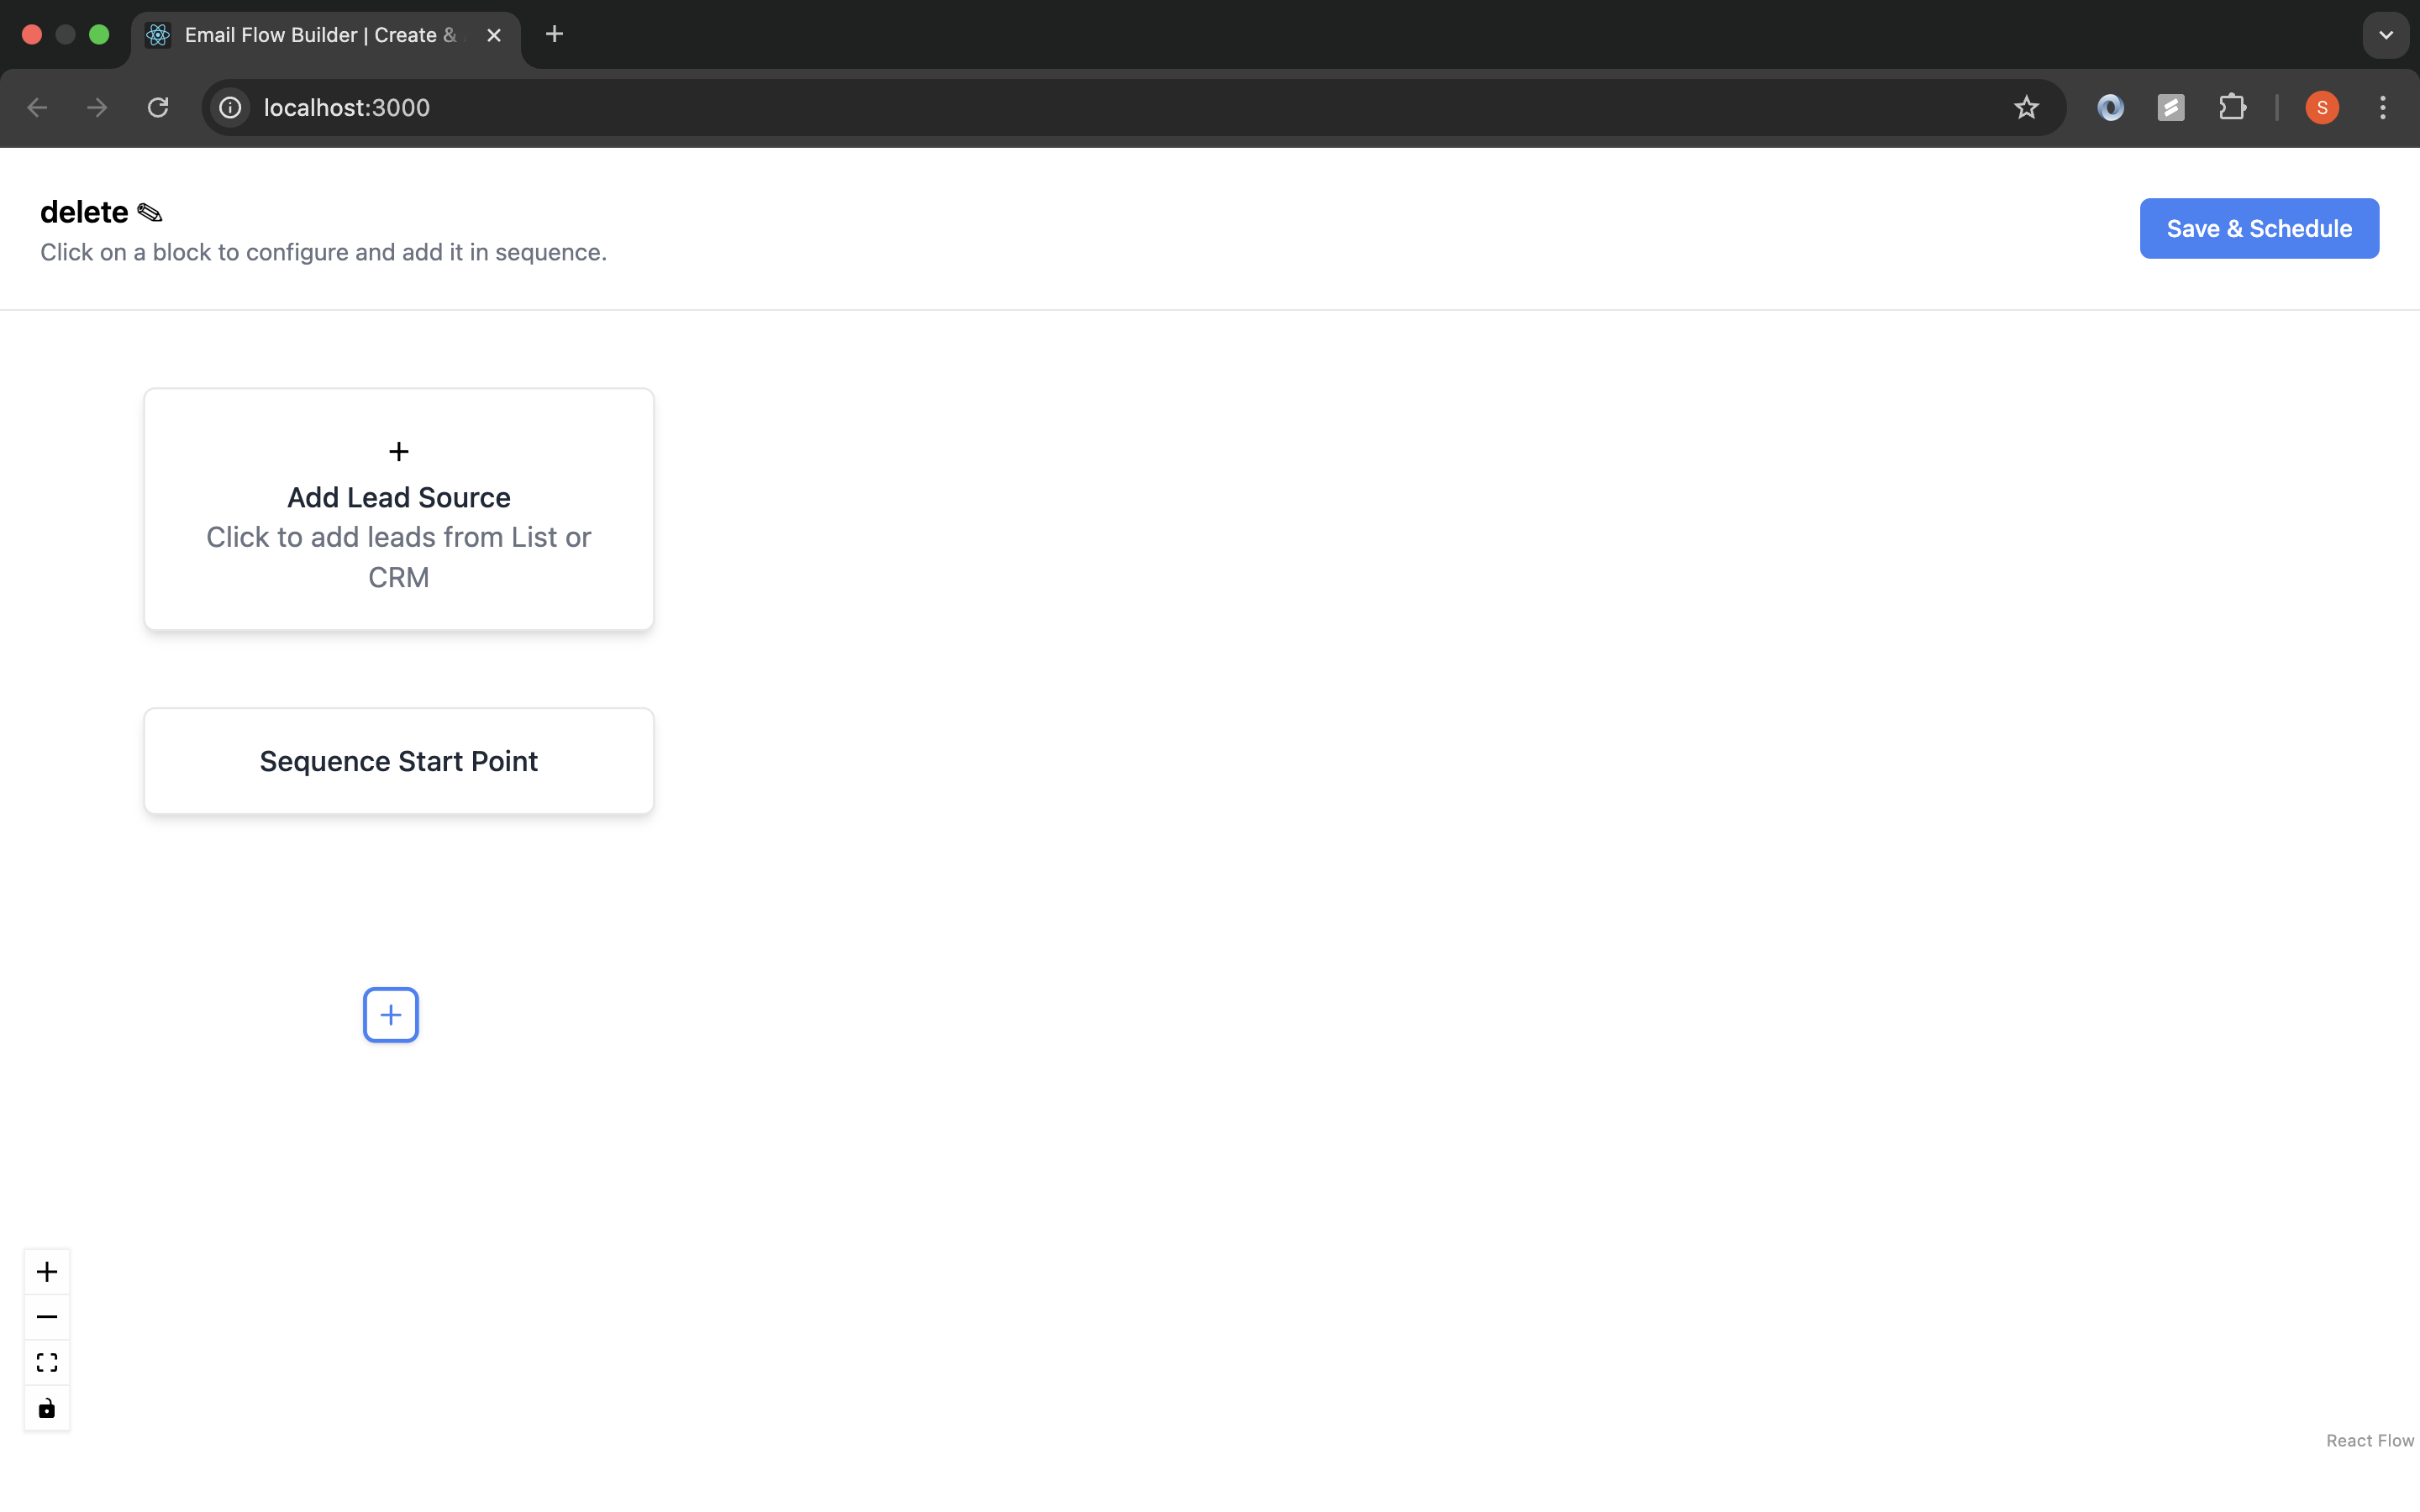 Email Flow Builder | Create &
localhost:3000
S
delete
Click on a block to configure and add it in sequence.
Save & Schedule
+
Add Lead Source
Click to add leads from List or
CRM
Sequence Start Point
+
React Flow